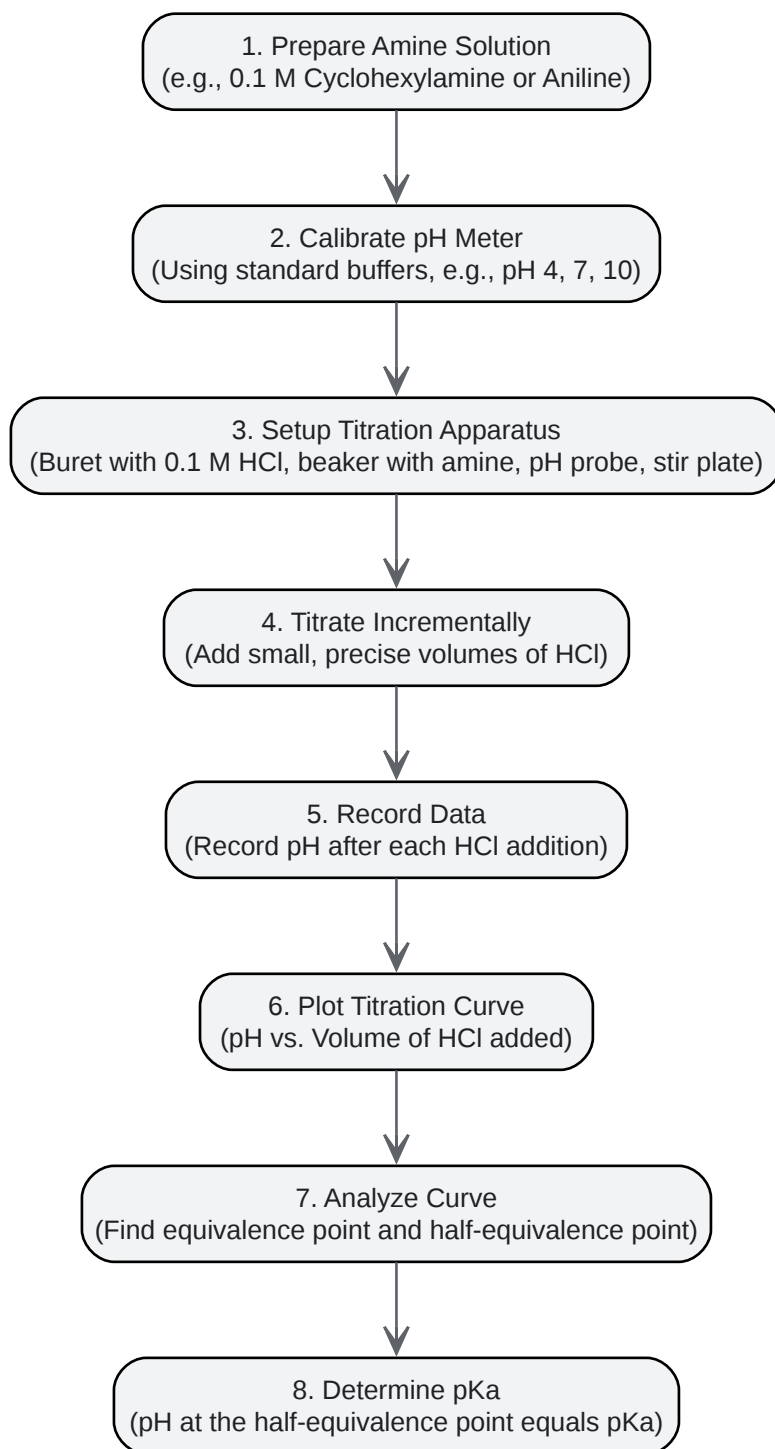 1. Prepare Amine Solution
(e.g., 0.1 M Cyclohexylamine or Aniline)
2. Calibrate pH Meter
(Using standard buffers, e.g., pH 4, 7, 10)
3. Setup Titration Apparatus
(Buret with 0.1 M HCl, beaker with amine, pH probe, stir plate)
4. Titrate Incrementally
(Add small, precise volumes of HCl)
5. Record Data
(Record pH after each HCl addition)
6. Plot Titration Curve
(pH vs. Volume of HCl added)
7. Analyze Curve
(Find equivalence point and half-equivalence point)
8. Determine pKa
(pH at the half-equivalence point equals pKa)